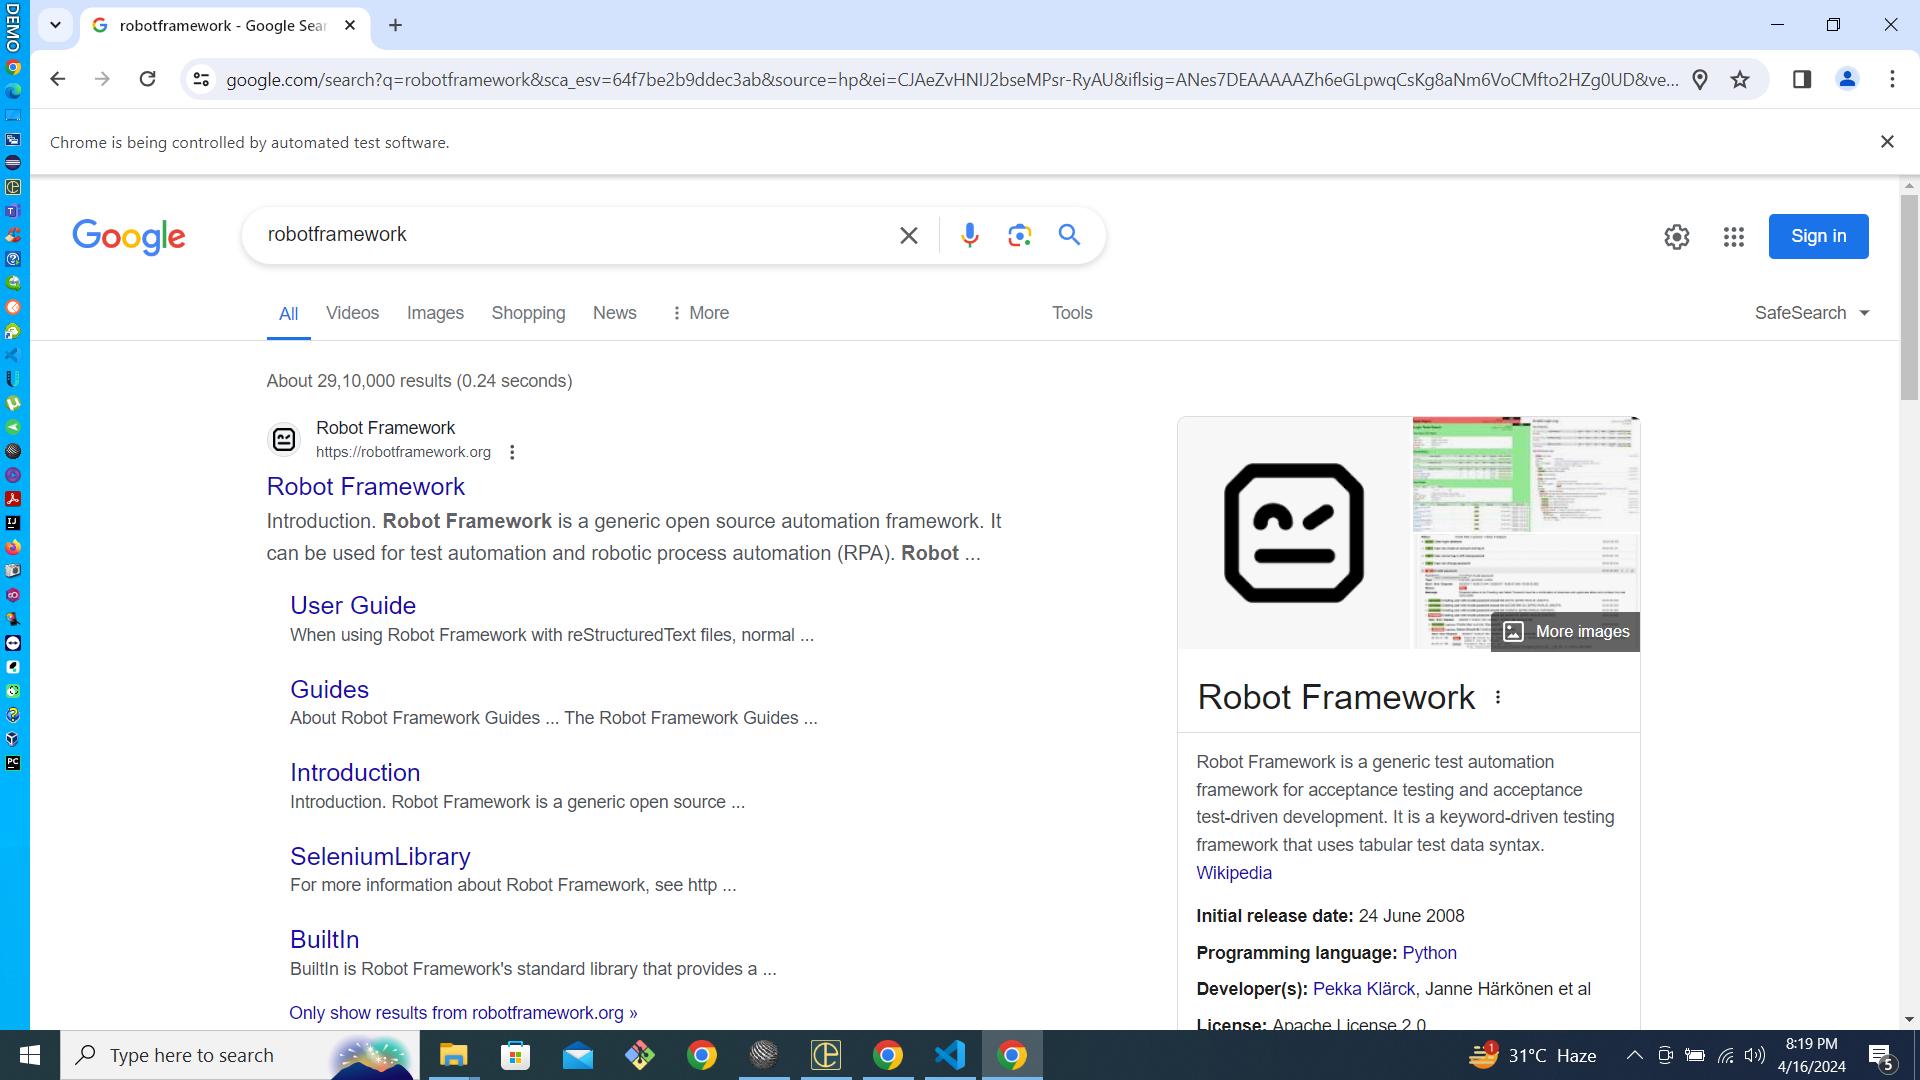 DEMO
robotframework - Google Sear
google.com/search?q=robotframework&sca_esv=64f7be2b9ddec3ab&source=hp&ei=CJAeZvHNIJ2bseMPsr-RyAU&iflsig=ANes7DEAAAAAZh6eGLpwqCsKg8aNm6VoCMfto2HZg0UD&ve...
Chrome is being controlled by automated test software.
Google
robotframework
Sign in
All
Videos
Images
Shopping
News
More
Tools
SafeSearch
About 29,10,000 results (0.24 seconds)
Robot Framework
https://robotframework.org
Robot Framework
Introduction. Robot Framework is a generic open source automation framework. It
can be used for test automation and robotic process automation (RPA). Robot ...
User Guide
When using Robot Framework with reStructuredText files, normal ...
Guides
About Robot Framework Guides ... The Robot Framework Guides ...
Introduction
Introduction. Robot Framework is a generic open source ...
SeleniumLibrary
For more information about Robot Framework, see http ...
BuiltIn
BuiltIn is Robot Framework's standard library that provides a ...
Only show results from robotframework.org »
More images
Robot Framework
Robot Framework is a generic test automation
framework for acceptance testing and acceptance
test-driven development. It is a keyword-driven testing
framework that uses tabular test data syntax.
Wikipedia
Initial release date: 24 June 2008
Programming language: Python
Developer(s): Pekka Klärck, Janne Härkönen et al
License: Apache License 2.0
Type here to search
1
31°C Haze
8:19 PM
4/16/2024
5